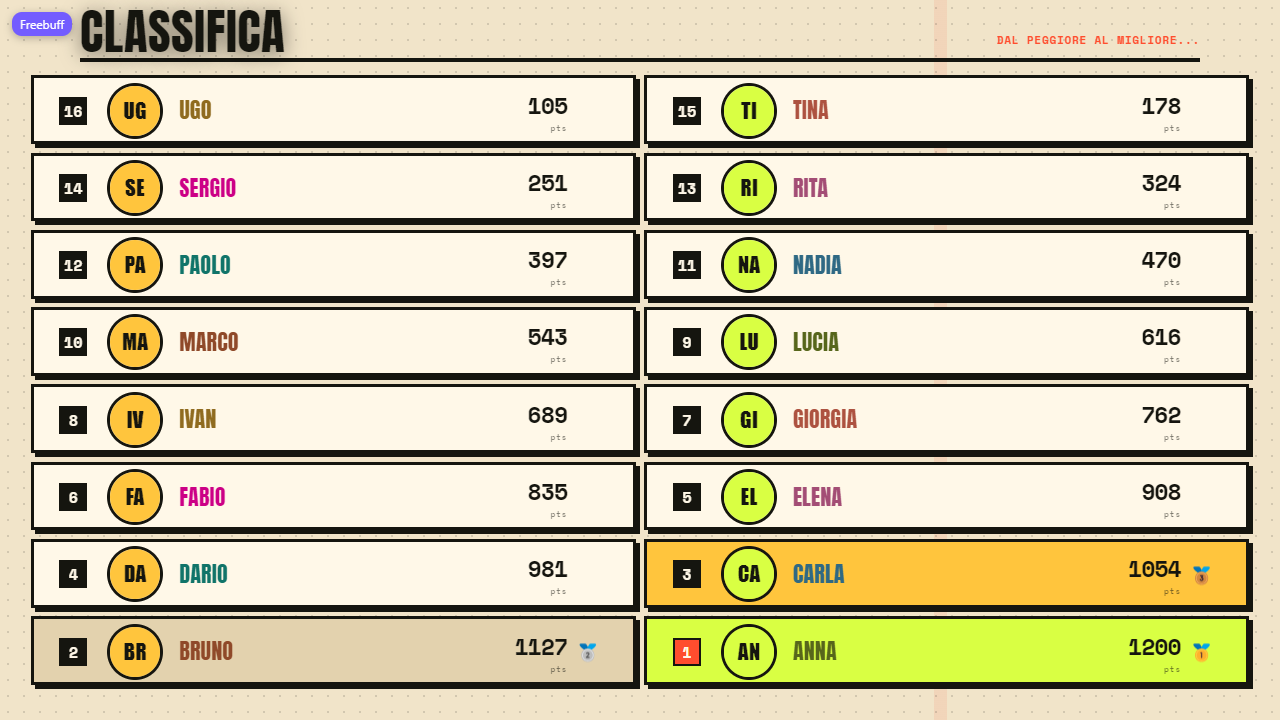 Freebuff
CLASSIFICA
DAL PEGGIORE AL MIGLIORE...
16 UG UGO 105 pts
15 TI TINA 178 pts
14 SE SERGIO 251 pts
13 RI RITA 324 pts
12 PA PAOLO 397 pts
11 NA NADIA 470 pts
10 MA MARCO 543 pts
9 LU LUCIA 616 pts
8 IV IVAN 689 pts
7 GI GIORGIA 762 pts
6 FA FABIO 835 pts
5 EL ELENA 908 pts
4 DA DARIO 981 pts
3 CA CARLA 1054 pts 3
2 BR BRUNO 1127 pts 2
1 AN ANNA 1200 pts 1